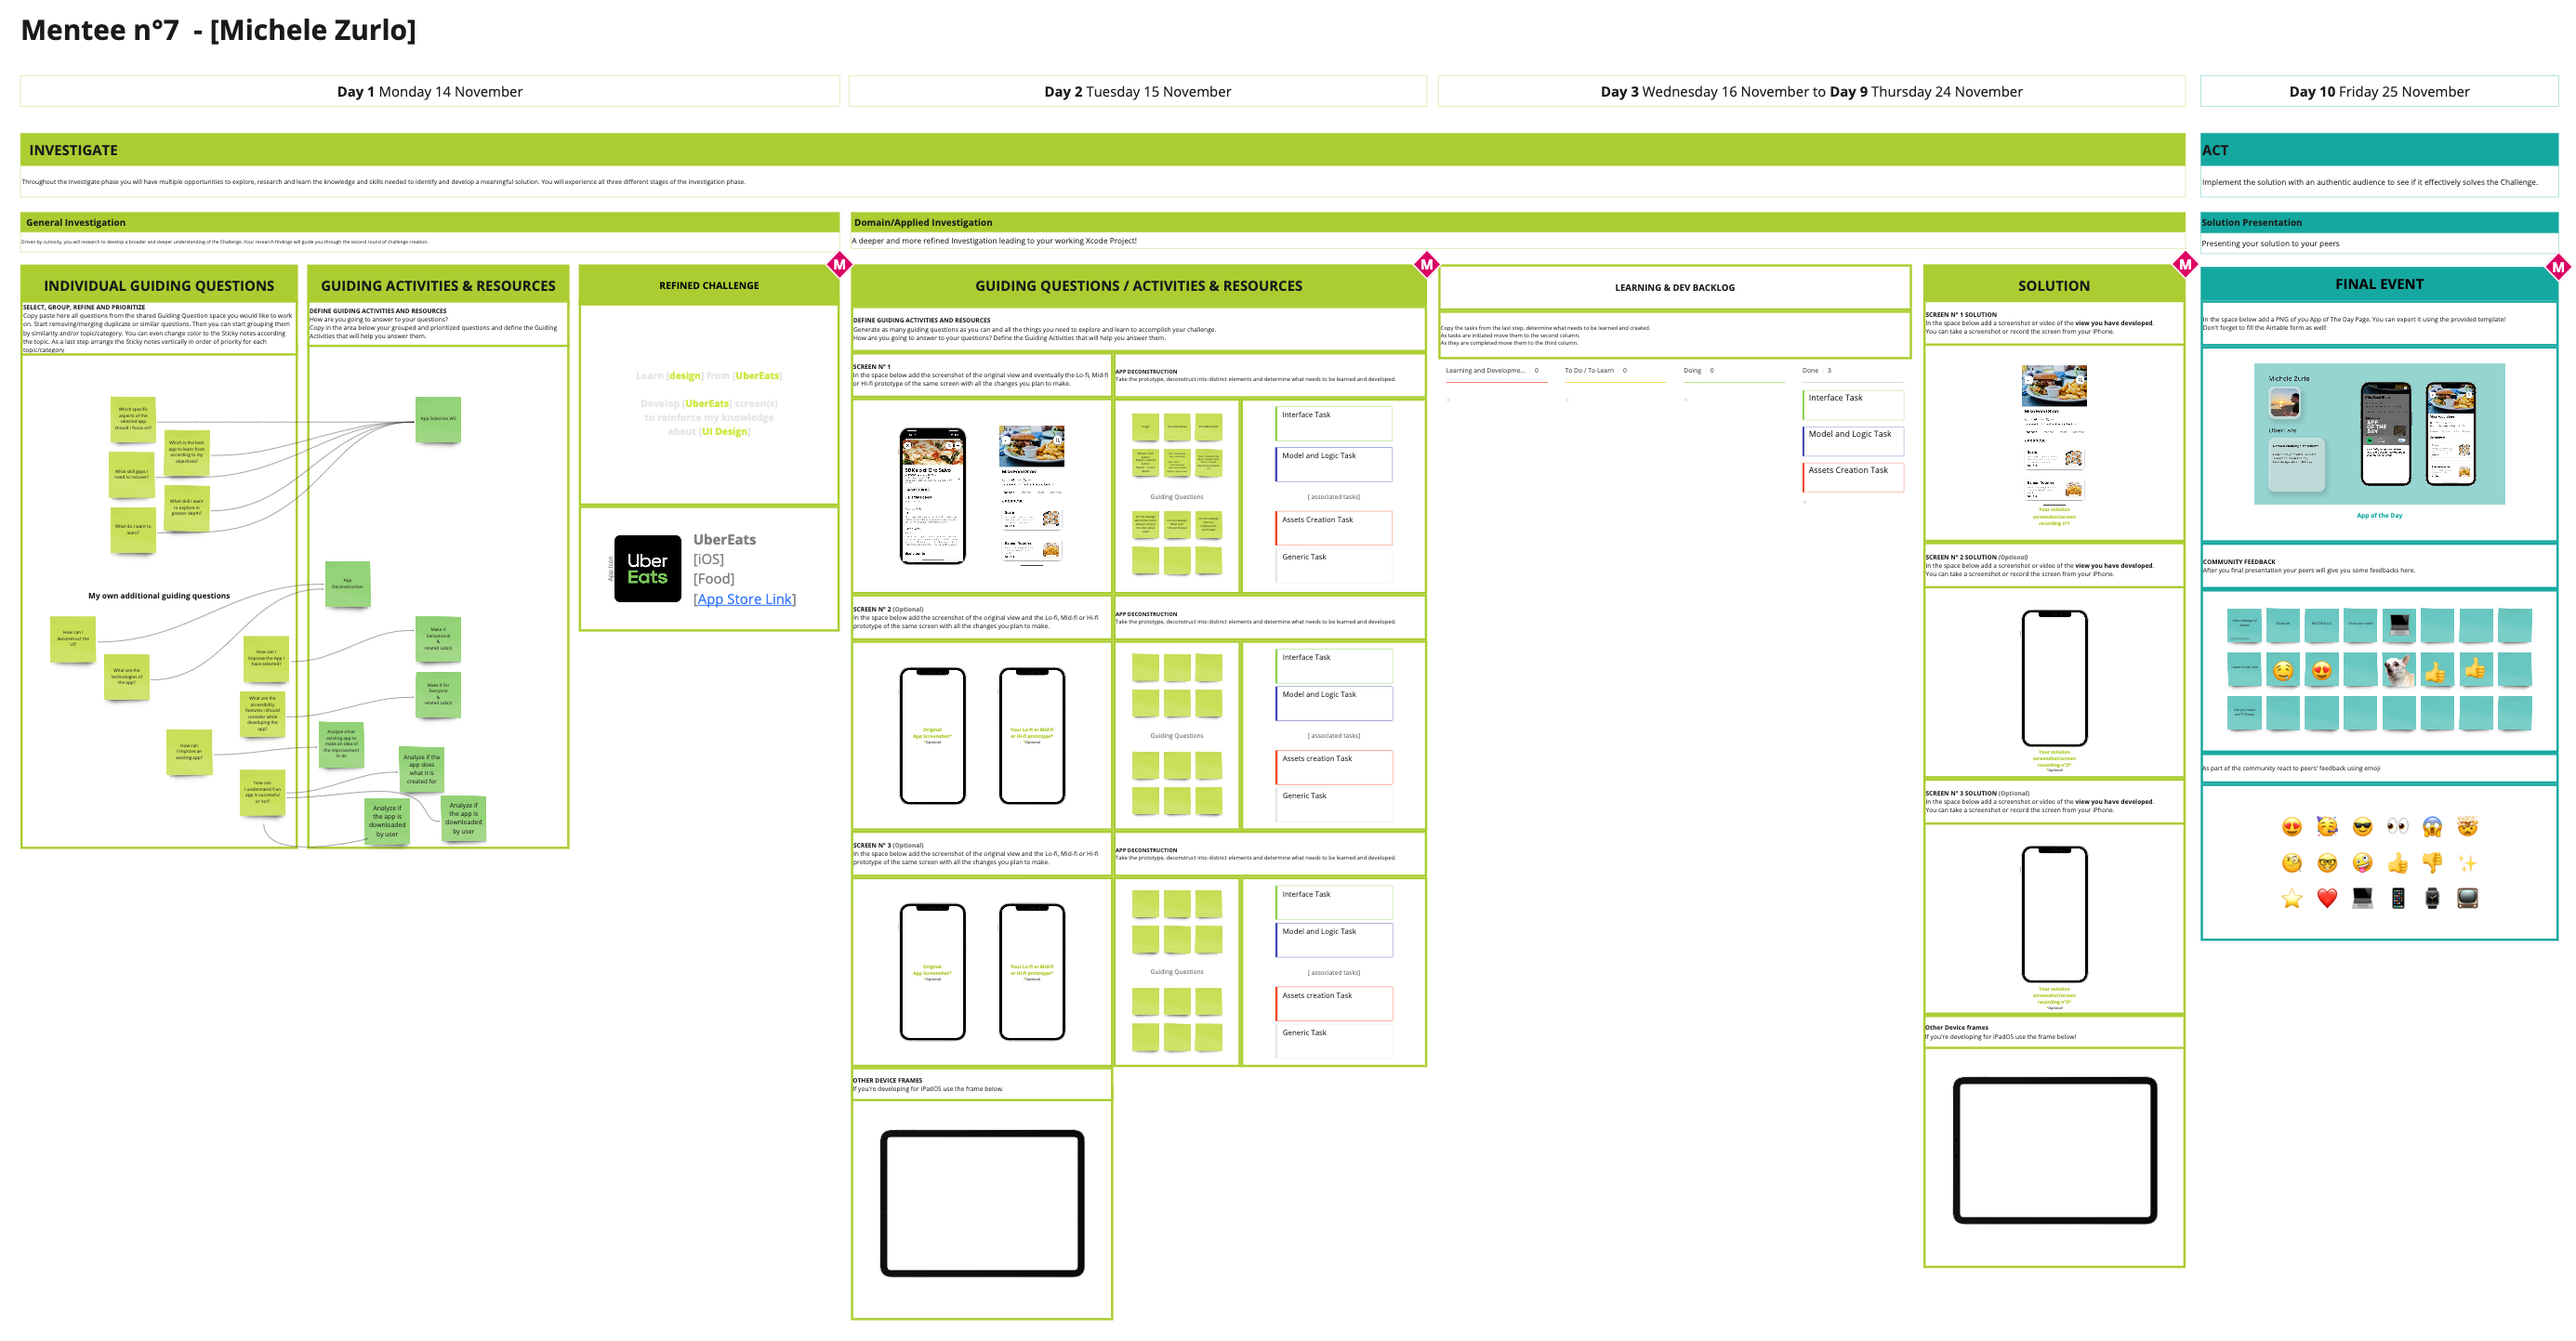 Mentee n°7 - [Michele Zurlo]
Day 1 Monday 14 November
Day 2 Tuesday 15 November
Day 3 Wednesday 16 November to Day 9 Thursday 24 November
Day 10 Friday 25 November
INVESTIGATE
Throughout the Investigate phase you will have multiple opportunities to explore, research and learn the knowledge and skills needed to identify and develop a meaningful solution. You will experience all three different stages of the investigation phase.
ACT
Implement the solution with an authentic audience to see if it effectively solves the Challenge.
General Investigation
Driven by curiosity, you will research to develop a broader and deeper understanding of the Challenge. Your research findings will guide you through the second round of challenge creation.
Domain/Applied Investigation
A deeper and more refined Investigation leading to your working Xcode Project!
Solution Presentation
Presenting your solution to your peers
INDIVIDUAL GUIDING QUESTIONS
SELECT, GROUP, REFINE AND PRIORITIZE
Copy paste here all questions from the shared Guiding Question space you would like to work
on. Start removing/merging duplicate or similar questions. Then you can start grouping them
by similarity and/or topic/category. You can even change color to the Sticky notes according
the topic. As a last step arrange the Sticky notes vertically in order of priority for each
topic/category
Which specific
aspects of the
selected app
should I focus on?
Which is the best
app to learn from
according to my
objectives?
What skill gaps I
need to recover?
What skill I want
to explore in
greater depth?
What do I want to
learn?
My own additional guiding questions
How can I
deconstruct the
UI?
What are the
technologies of
the app?
How can I
improve the App I
have selected?
What are the
accessibility
features I should
consider while
developing the
app?
How can
I improve an
existing app?
how can
I understand if an
app is successful
or not?
GUIDING ACTIVITIES & RESOURCES
DEFINE GUIDING ACTIVITIES AND RESOURCES
How are you going to answer to your questions?
Copy in the area below your grouped and prioritized questions and define the Guiding
Activities that will help you answer them.
App Selection WS
App
Deconstruction
Make it
Sensational
&
related Lab(s)
Make it for
Everyone
&
related Lab(s)
Analyze other
existing app to
make an idea of
the improvement
to do
Analyze if the
app does
what it is
created for
Analyze if
the app is
downloaded
by user
Analyze if
the app is
downloaded
by user
REFINED CHALLENGE
M
Learn [design] from [UberEats]
Develop [UberEats] screen(s)
to reinforce my knowledge
about [UI Design]
App Icon
Uber
Eats
UberEats
[iOS]
[Food]
[App Store Link]
GUIDING QUESTIONS / ACTIVITIES & RESOURCES
M
DEFINE GUIDING ACTIVITIES AND RESOURCES
Generate as many guiding questions as you can and all the things you need to explore and learn to accomplish your challenge.
How are you going to answer to your questions? Define the Guiding Activities that will help you answer them.
SCREEN N° 1
In the space below add the screenshot of the original view and eventually the Lo-fi, Mid-fi
or Hi-fi prototype of the same screen with all the changes you plan to make.
APP DECONSTRUCTION
Take the prototype, deconstruct into distinct elements and determine what needs to be learned and developed.
Guiding Questions
Interface Task
Model and Logic Task
[ associated tasks]
Assets Creation Task
Generic Task
SCREEN N° 2 (Optional)
In the space below add the screenshot of the original view and the Lo-fi, Mid-fi or Hi-fi
prototype of the same screen with all the changes you plan to make.
APP DECONSTRUCTION
Take the prototype, deconstruct into distinct elements and determine what needs to be learned and developed.
Original
App Screenshot*
*Optional
Your Lo-fi or Mid-fi
or Hi-fi prototype*
*Optional
Guiding Questions
Interface Task
Model and Logic Task
[ associated tasks]
Assets creation Task
Generic Task
SCREEN N° 3 (Optional)
In the space below add the screenshot of the original view and the Lo-fi, Mid-fi or Hi-fi
prototype of the same screen with all the changes you plan to make.
APP DECONSTRUCTION
Take the prototype, deconstruct into distinct elements and determine what needs to be learned and developed.
Original
App Screenshot*
*Optional
Your Lo-fi or Mid-fi
or Hi-fi prototype*
*Optional
Guiding Questions
Interface Task
Model and Logic Task
[ associated tasks]
Assets creation Task
Generic Task
OTHER DEVICE FRAMES
If you're developing for iPadOS use the frame below.
LEARNING & DEV BACKLOG
Copy the tasks from the last step, determine what needs to be learned and created.
As tasks are initiated move them to the second column.
As they are completed move them to the third column.
Learning and Developme... 0
To Do / To Learn 0
Doing 0
Done 3
Interface Task
Model and Logic Task
Assets Creation Task
SOLUTION
M
SCREEN N° 1 SOLUTION
In the space below add a screenshot or video of the view you have developed.
You can take a screenshot or record the screen from your iPhone.
Your solution
screenshot/screen
recording n°1
SCREEN N° 2 SOLUTION (Optional)
In the space below add a screenshot or video of the view you have developed.
You can take a screenshot or record the screen from your iPhone.
Your solution
screenshot/screen
recording n°2*
*Optional
SCREEN N° 3 SOLUTION (Optional)
In the space below add a screenshot or video of the view you have developed.
You can take a screenshot or record the screen from your iPhone.
Your solution
screenshot/screen
recording n°3*
*Optional
Other Device frames
If you're developing for iPadOS use the frame below!
FINAL EVENT
M
In the space below add a PNG of you App of The Day Page. You can export it using the provided template!
Don't forget to fill the Airtable form as well!
Michele Zurlo
Uber Eats
APP
OF THE
DAY
App of the Day
COMMUNITY FEEDBACK
After you final presentation your peers will give you some feedbacks here.
As part of the community react to peers' feedback using emoji